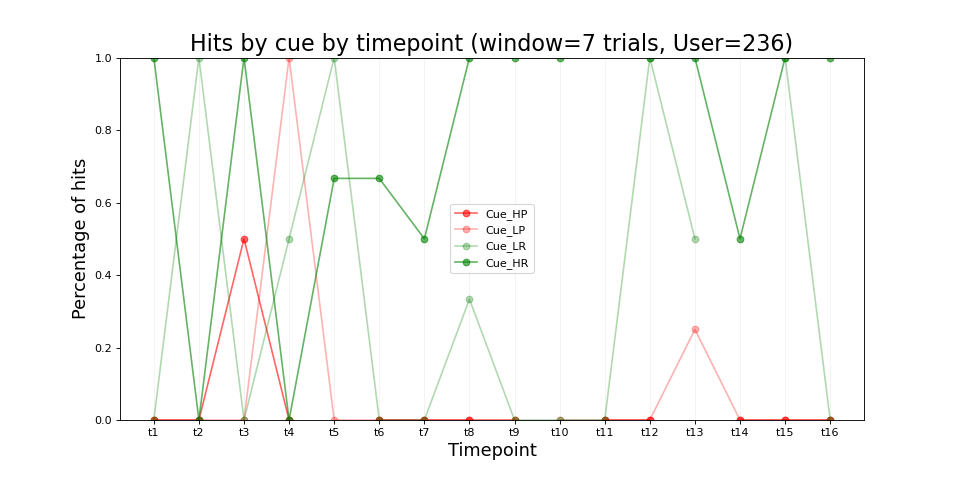 Hits by cue by timepoint (window=7 trials, User=236)
Percentage of hits
1.0
0.8
0.6
0.4
0.2
0.0
Cue_HP
Cue_LP
Cue_LR
Cue_HR
t1 t2 t3 t4 t5 t6 t7 t8 t9 t10 t11 t12 t13 t14 t15 t16
Timepoint